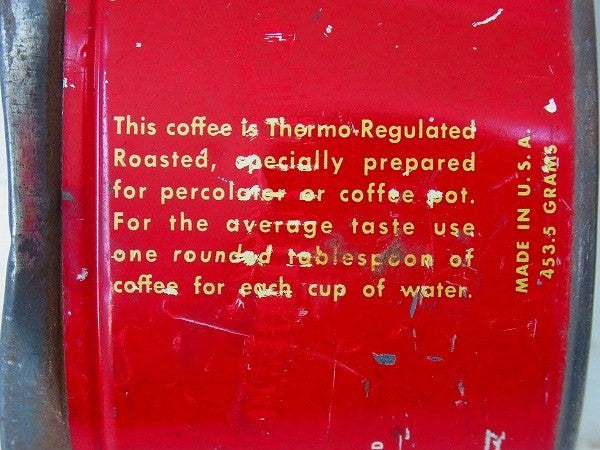 This coffee is Thermo-Regulated
Roasted, specially prepared
for percolator or coffee pot.
For the average taste use
one rounded tablespoon of
coffee for each cup of water.
MADE IN U. S. A.
453.5 GRAMS